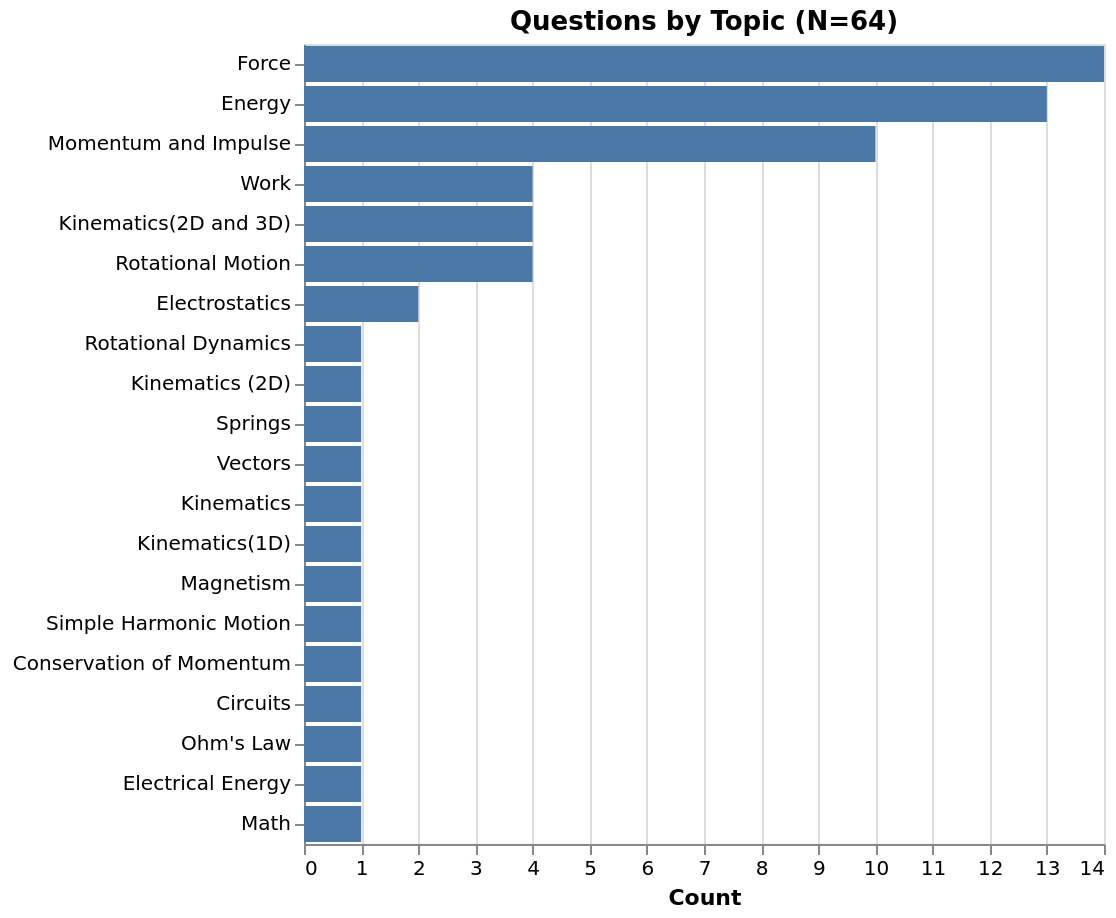 Questions by Topic (N=64)
Force
Energy
Momentum and Impulse
Work
Kinematics(2D and 3D)
Rotational Motion
Electrostatics
Rotational Dynamics
Kinematics (2D)
Springs
Vectors
Kinematics
Kinematics(1D)
Magnetism
Simple Harmonic Motion
Conservation of Momentum
Circuits
Ohm's Law
Electrical Energy
Math
0 1 2 3 4 5 6 7 8 9 10 11 12 13 14
Count